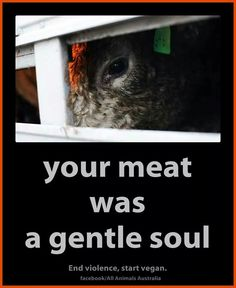 your meat
was
a gentle soul
End violence, start vegan.
facebook/All Animals Australia